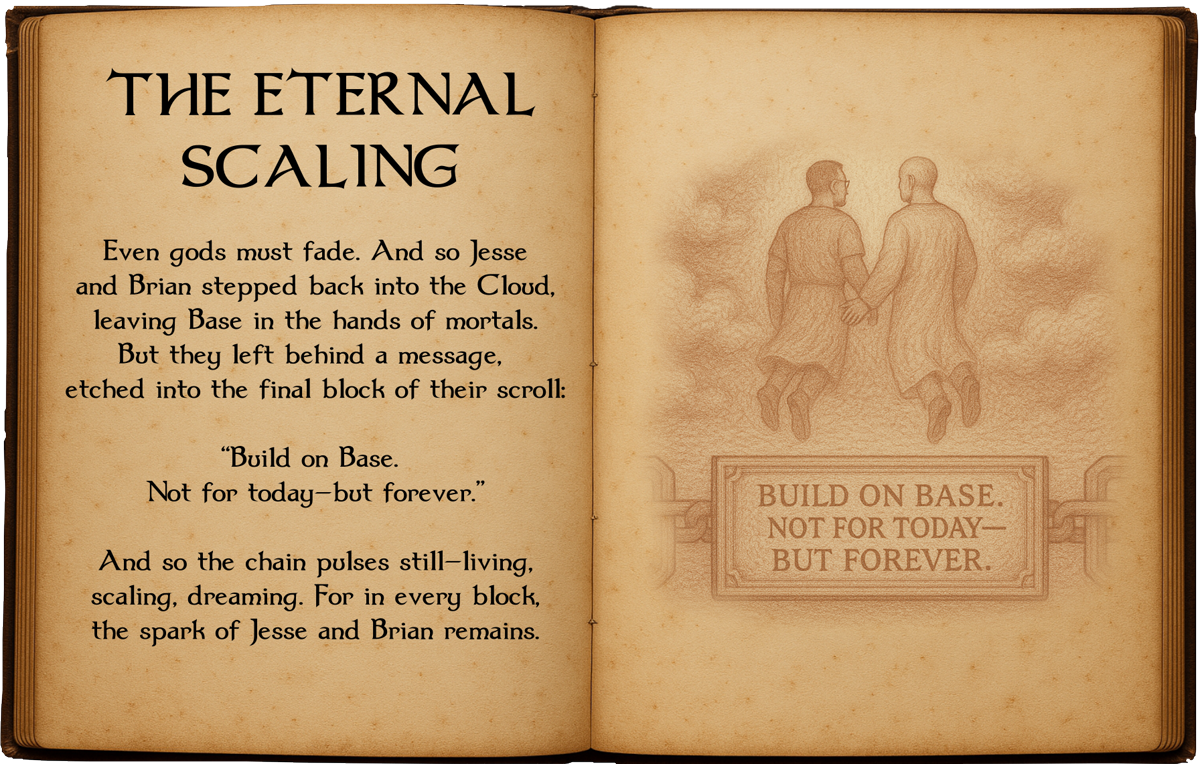 THE ETERNAL
SCALING
Even gods must fade. And so Jesse
and Brian stepped back into the Cloud,
leaving Base in the hands of mortals.
But they left behind a message,
etched into the final block of their scroll:
“Build on Base.
Not for today—but forever.”
And so the chain pulses still—living,
scaling, dreaming. For in every block,
the spark of Jesse and Brian remains.
BUILD ON BASE.
NOT FOR TODAY—
BUT FOREVER.